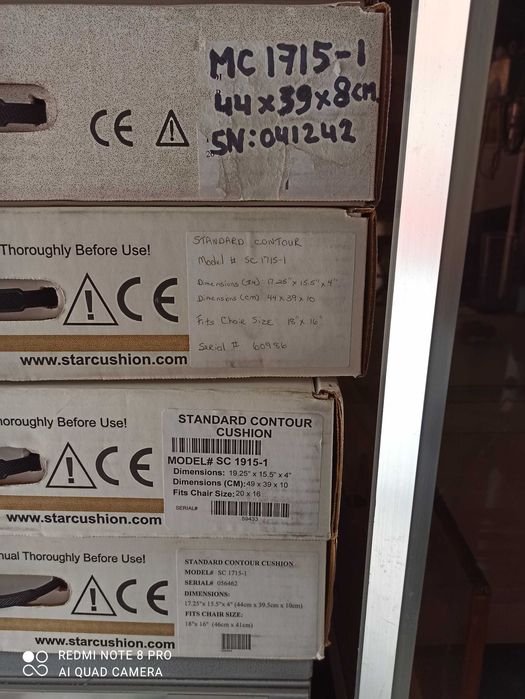 MC 1715-1
44x39x8cm
SN:041242
CE
Thoroughly Before Use!
CE
www.starcushion.com
STANDARD CONTOUR
Model # SC 1715-1
Dimensions (IN) 17.25" x 15.5" x 4"
Dimensions (cm) 44 x 39 x 10
Fits Chair Size 18" x 16"
Serial # 60986
noroughly Before Use!
CE
www.starcushion.com
STANDARD CONTOUR
CUSHION
MODEL# SC 1915-1
Dimensions: 19.25" x 15.5" x 4"
Dimensions (CM): 49 x 39 x 10
Fits Chair Size: 20 x 16
SERIAL#
59433
nual Thoroughly Before Use!
CE
www.starcushion.com
STANDARD CONTOUR CUSHION
MODEL# SC 1715-1
SERIAL# 056462
DIMENSIONS:
17.25"x 15.5"x 4" (44cm x 39.5cm x 10cm)
FITS CHAIR SIZE:
18"x 16" (46cm x 41cm)
REDMI NOTE 8 PRO
AI QUAD CAMERA